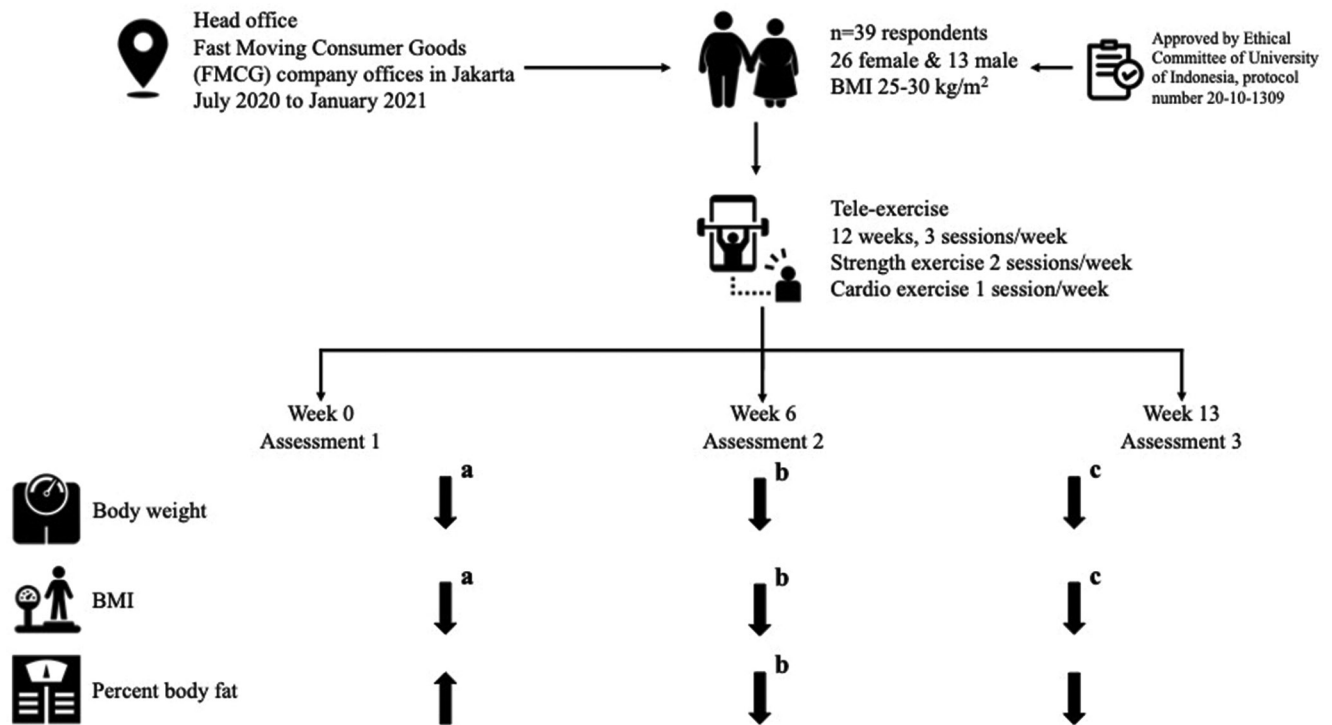 Head office
Fast Moving Consumer Goods
(FMCG) company offices in Jakarta
July 2020 to January 2021
n=39 respondents
26 female & 13 male
BMI 25-30 kg/m²
Approved by Ethical
Committee of University
of Indonesia, protocol
number 20-10-1309
Tele-exercise
12 weeks, 3 sessions/week
Strength exercise 2 sessions/week
Cardio exercise 1 session/week
Week 0
Assessment 1
Week 6
Assessment 2
Week 13
Assessment 3
Body weight
a
b
c
BMI
a
b
c
Percent body fat
b